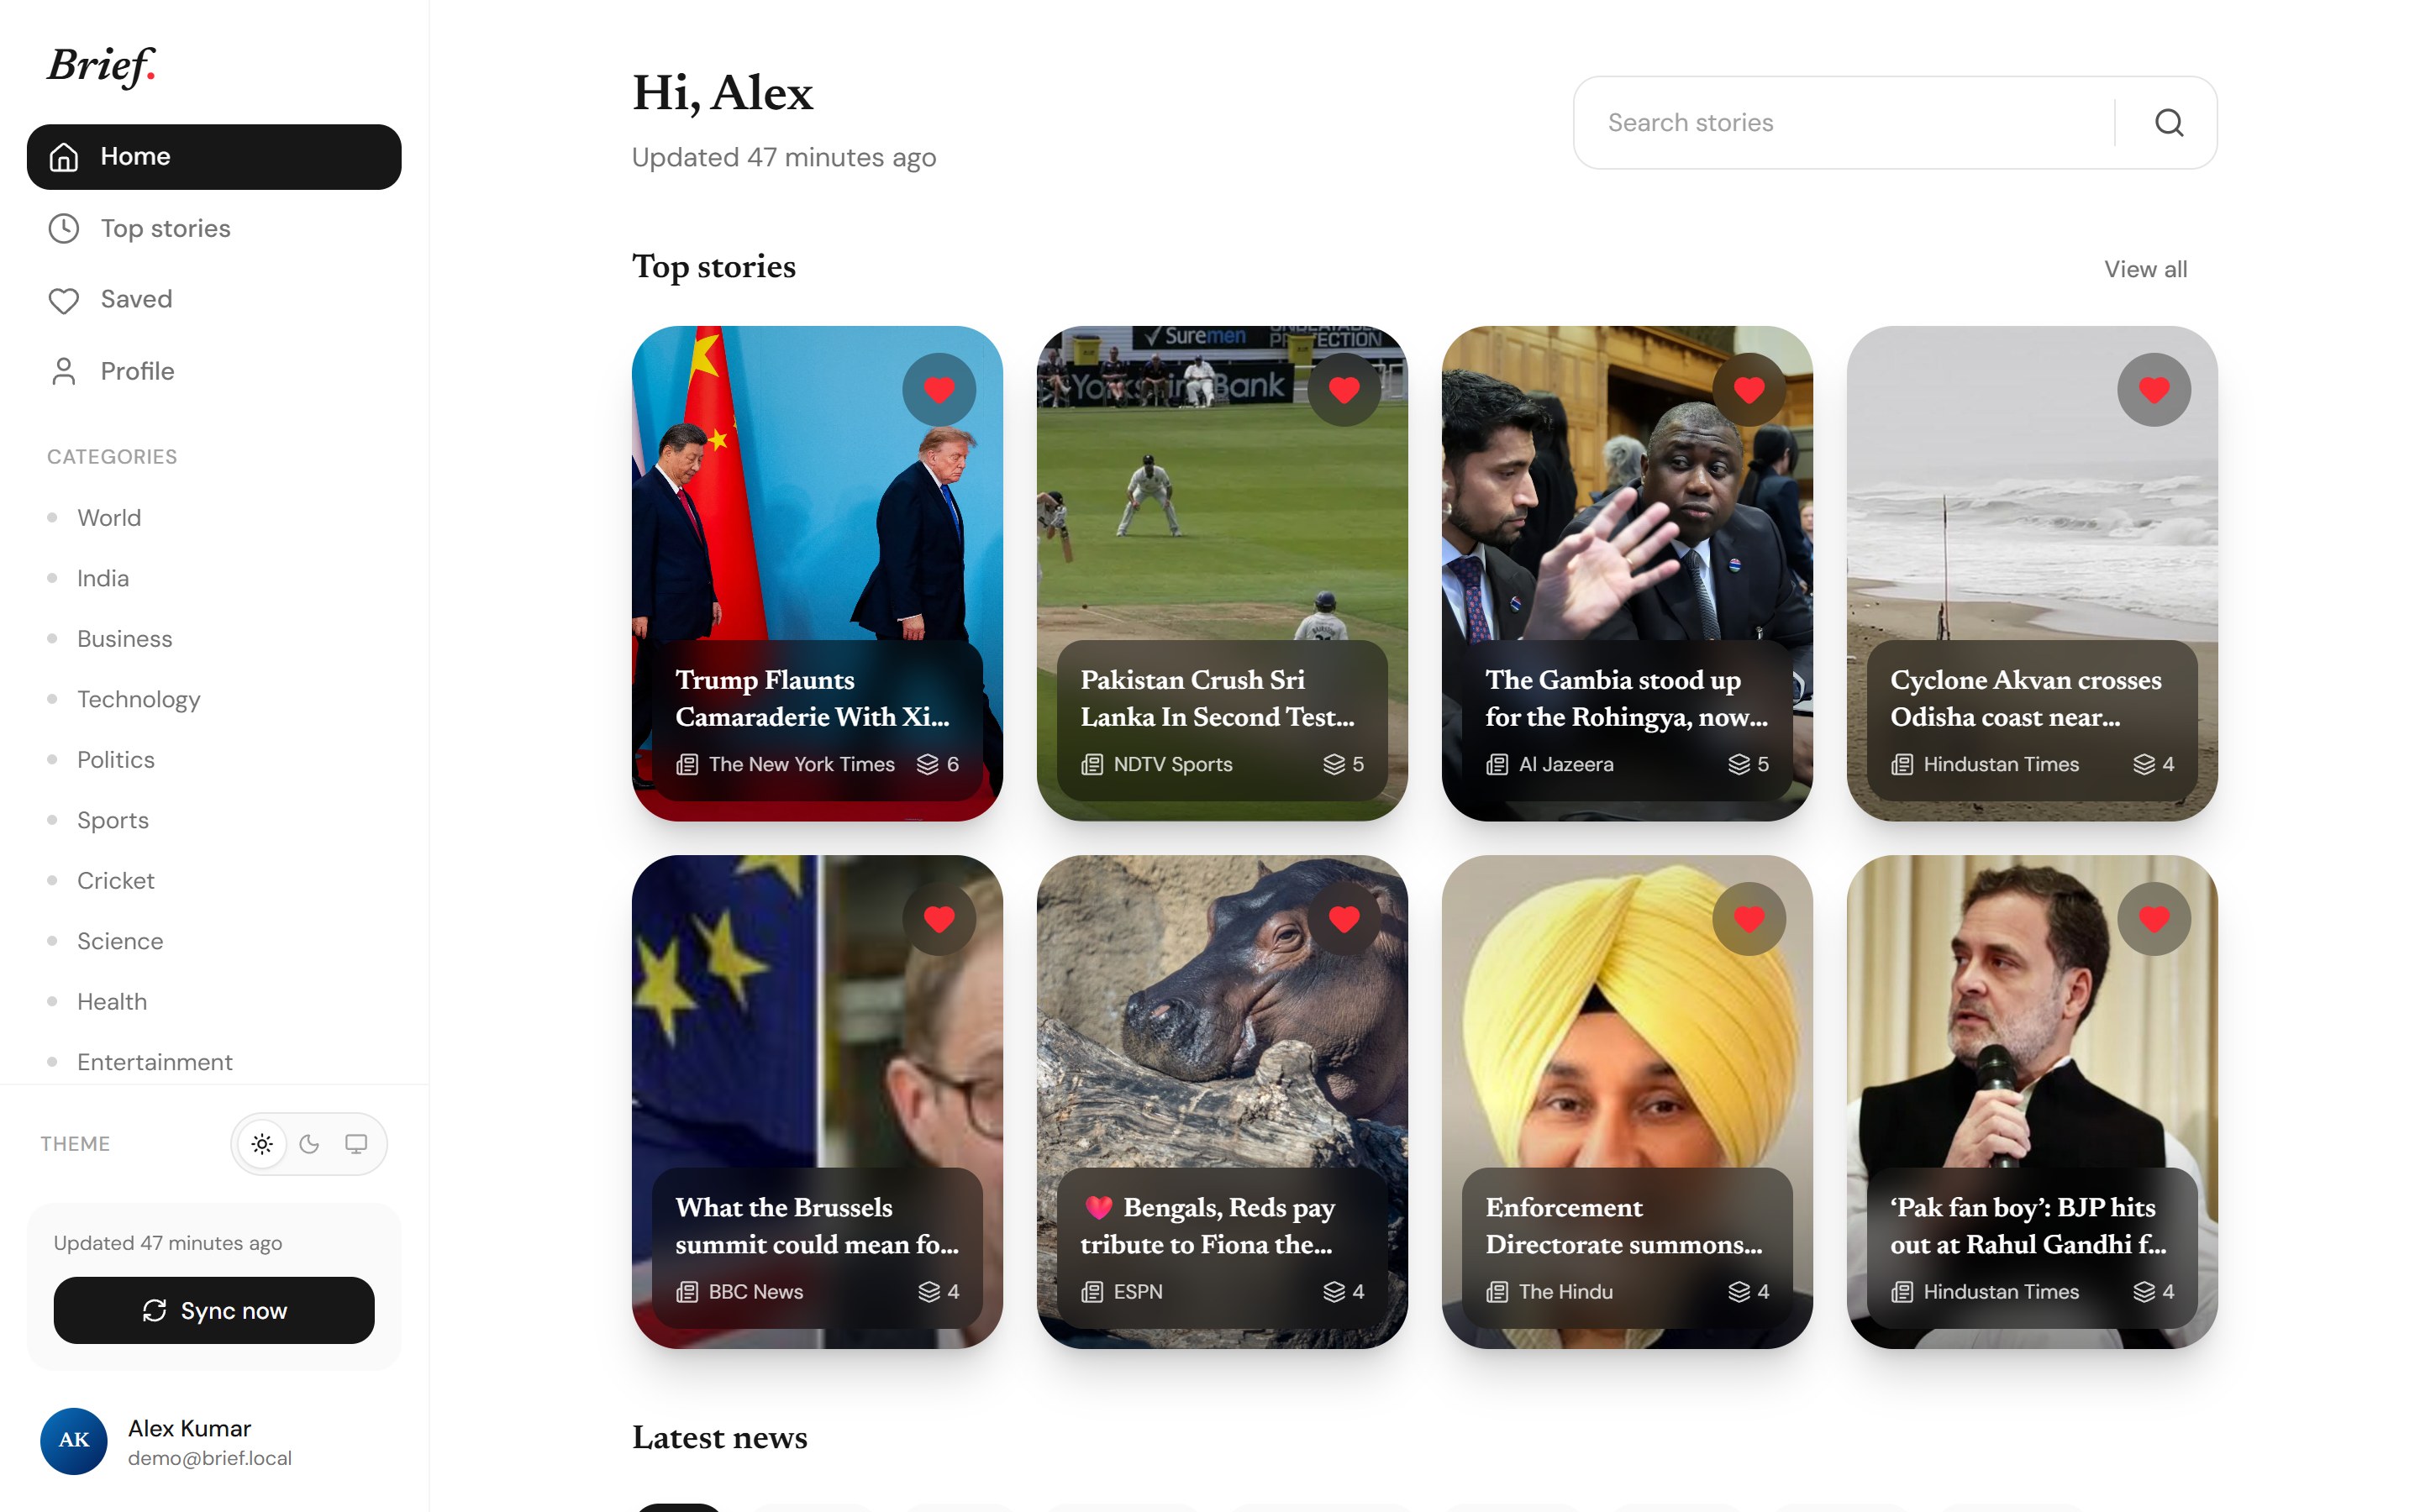 Brief.
Home
Top stories
Saved
Profile
CATEGORIES
World
India
Business
Technology
Politics
Sports
Cricket
Science
Health
Entertainment
THEME
Updated 47 minutes ago
Sync now
AK
Alex Kumar
demo@brief.local
Hi, Alex
Updated 47 minutes ago
Search stories
Top stories
View all
Trump Flaunts
Camaraderie With Xi...
The New York Times 6
Suremen
PROTECTION
Bank
Pakistan Crush Sri
Lanka In Second Test...
NDTV Sports 5
The Gambia stood up
for the Rohingya, now...
Al Jazeera 5
Cyclone Akvan crosses
Odisha coast near...
Hindustan Times 4
What the Brussels
summit could mean fo...
BBC News 4
❤️ Bengals, Reds pay
tribute to Fiona the...
ESPN 4
Enforcement
Directorate summons...
The Hindu 4
‘Pak fan boy’: BJP hits
out at Rahul Gandhi f...
Hindustan Times 4
Latest news